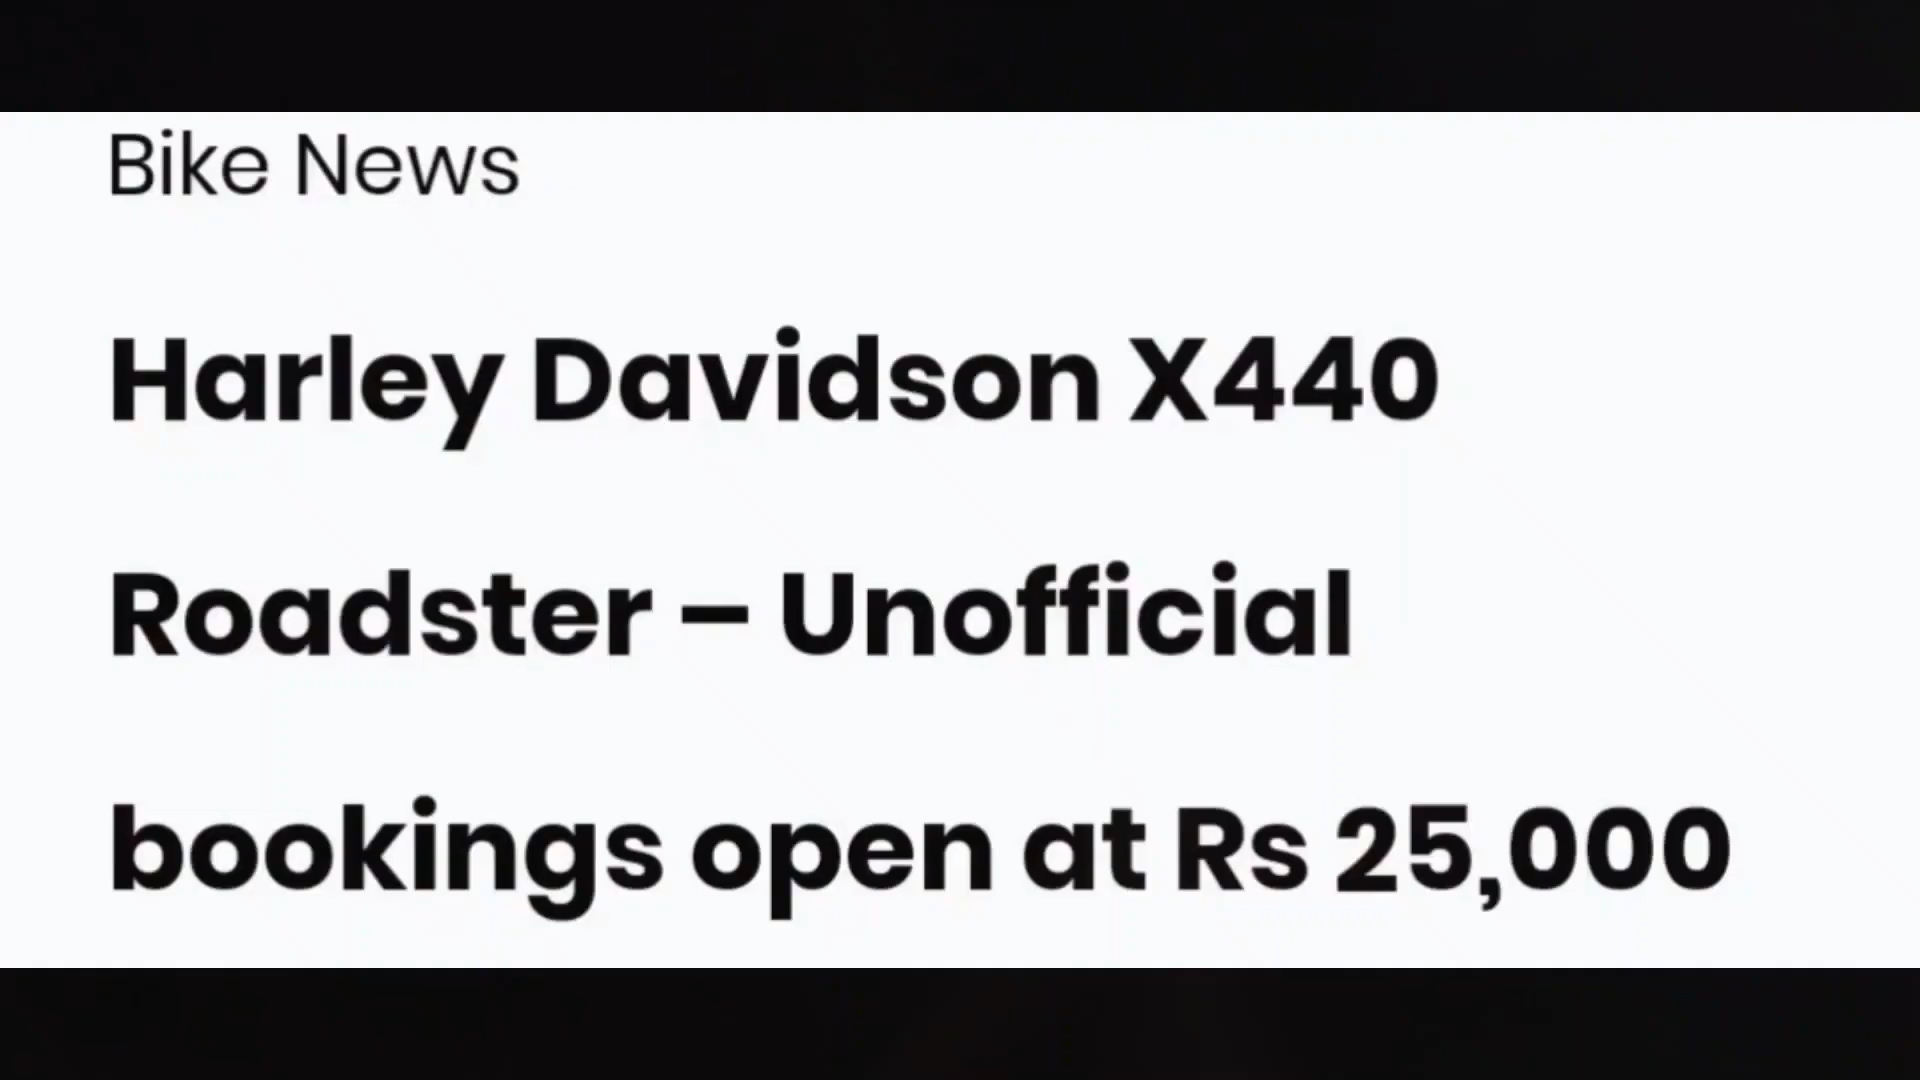 Bike News
Harley Davidson X440
Roadster – Unofficial
bookings open at Rs 25,000